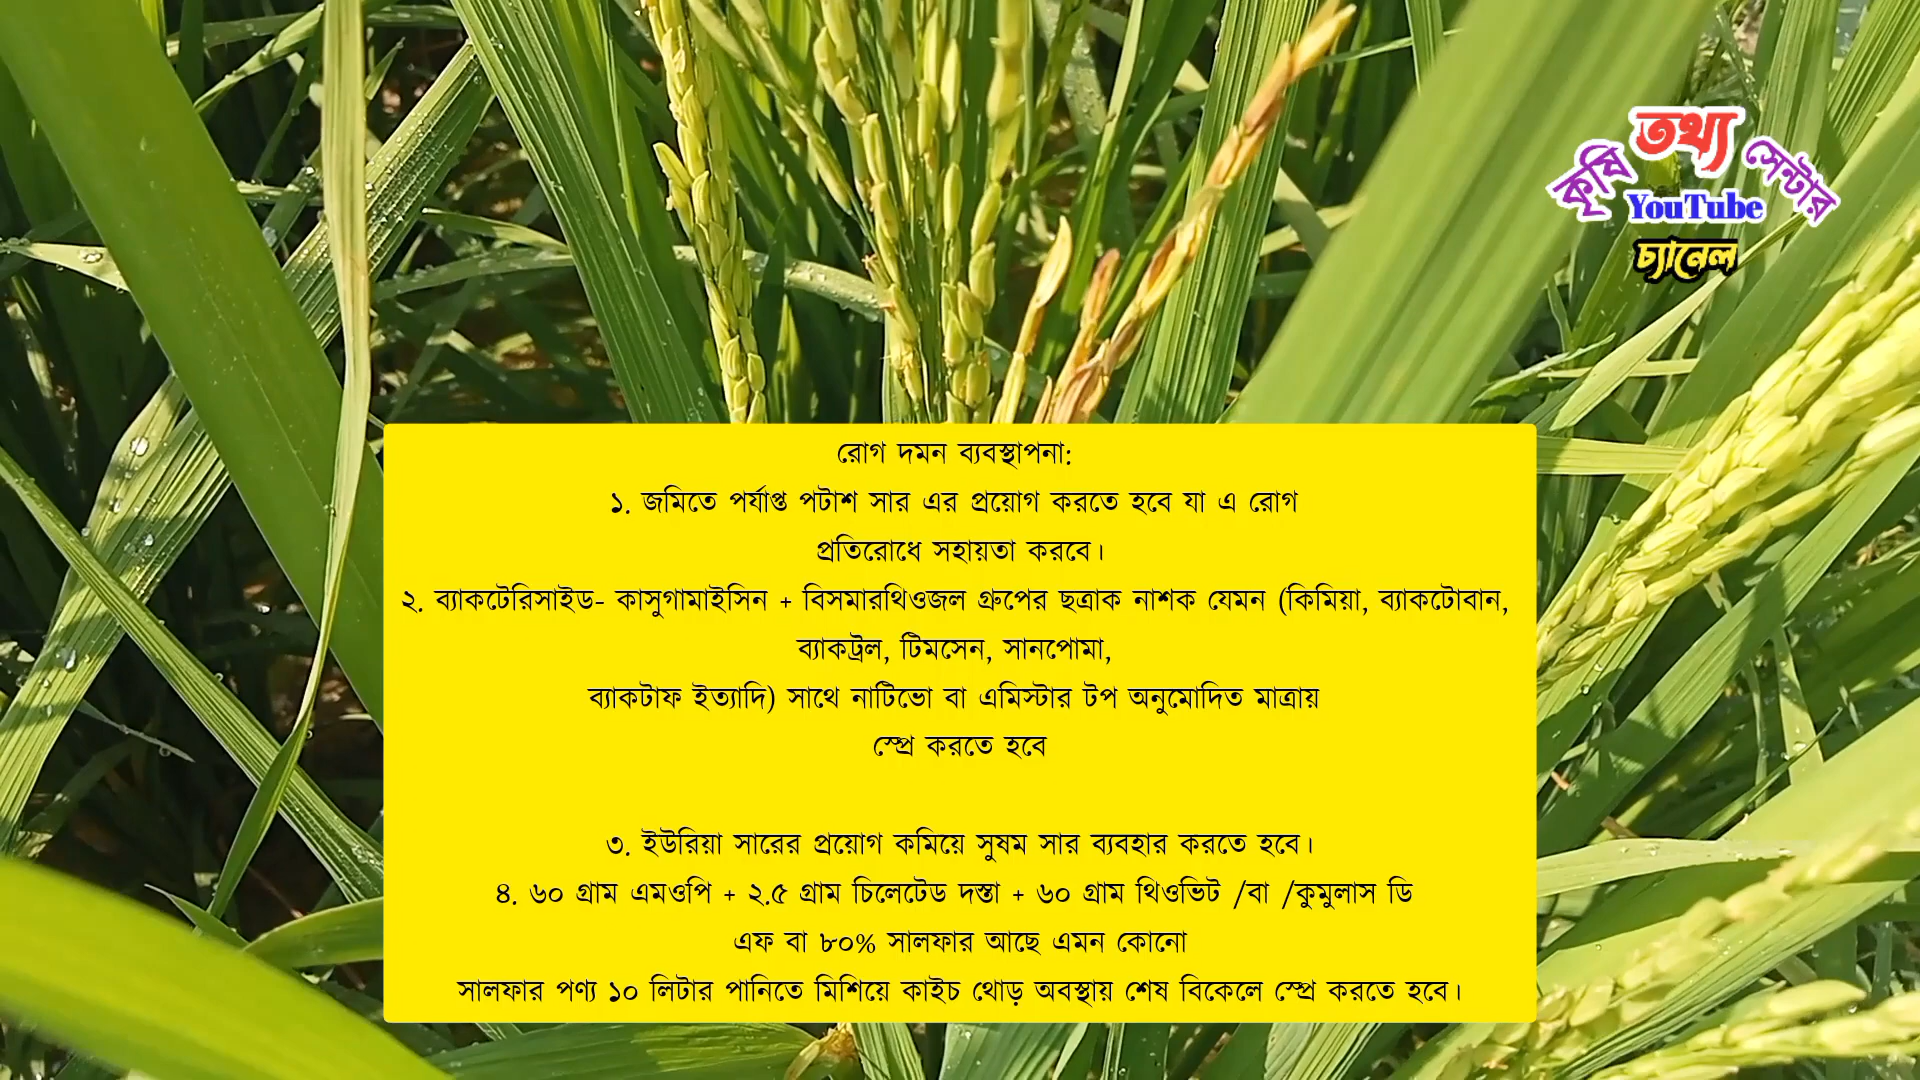 কৃষি তথ্য সেন্টার
YouTube
চ্যানেল
রোগ দমন ব্যবস্থাপনা:
১. জমিতে পর্যাপ্ত পটাশ সার এর প্রয়োগ করতে হবে যা এ রোগ
প্রতিরোধে সহায়তা করবে।
২. ব্যাকটেরিসাইড- কাসুগামাইসিন + বিসমারথিওজল গ্রুপের ছত্রাক নাশক যেমন (কিমিয়া, ব্যাকটোবান,
ব্যাকট্রল, টিমসেন, সানপোমা,
ব্যাকটাফ ইত্যাদি) সাথে নাটিভো বা এমিস্টার টপ অনুমোদিত মাত্রায়
স্প্রে করতে হবে
৩. ইউরিয়া সারের প্রয়োগ কমিয়ে সুষম সার ব্যবহার করতে হবে।
৪. ৬০ গ্রাম এমওপি + ২.৫ গ্রাম চিলেটেড দস্তা + ৬০ গ্রাম থিওভিট /বা /কুমুলাস ডি
এফ বা ৮০% সালফার আছে এমন কোনো
সালফার পণ্য ১০ লিটার পানিতে মিশিয়ে কাইচ থোড় অবস্থায় শেষ বিকেলে স্প্রে করতে হবে।